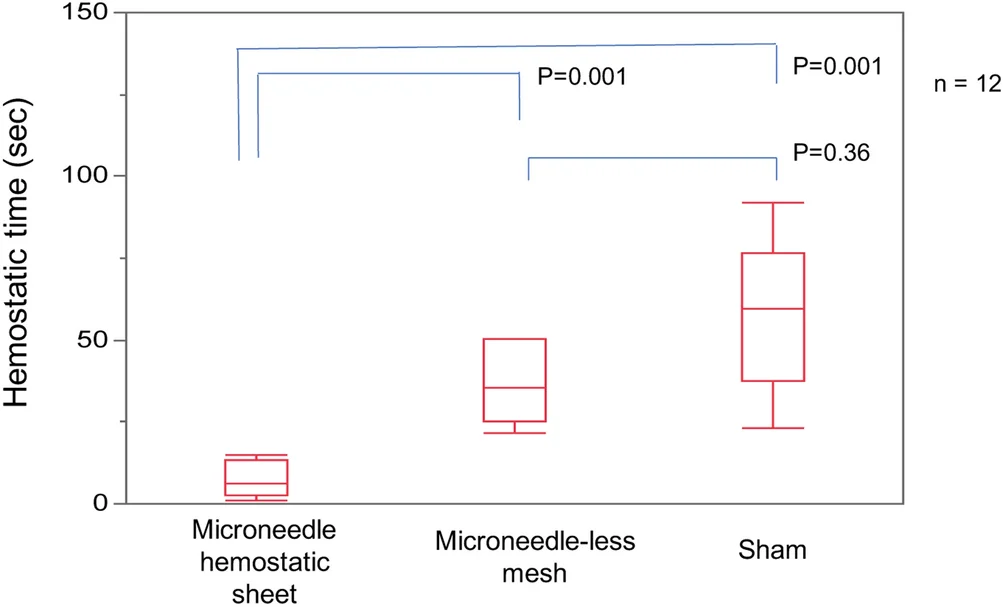 150
100
50
0
Hemostatic time (sec)
P=0.001
P=0.001
P=0.36
n = 12
Microneedle
hemostatic
sheet
Microneedle-less
mesh
Sham